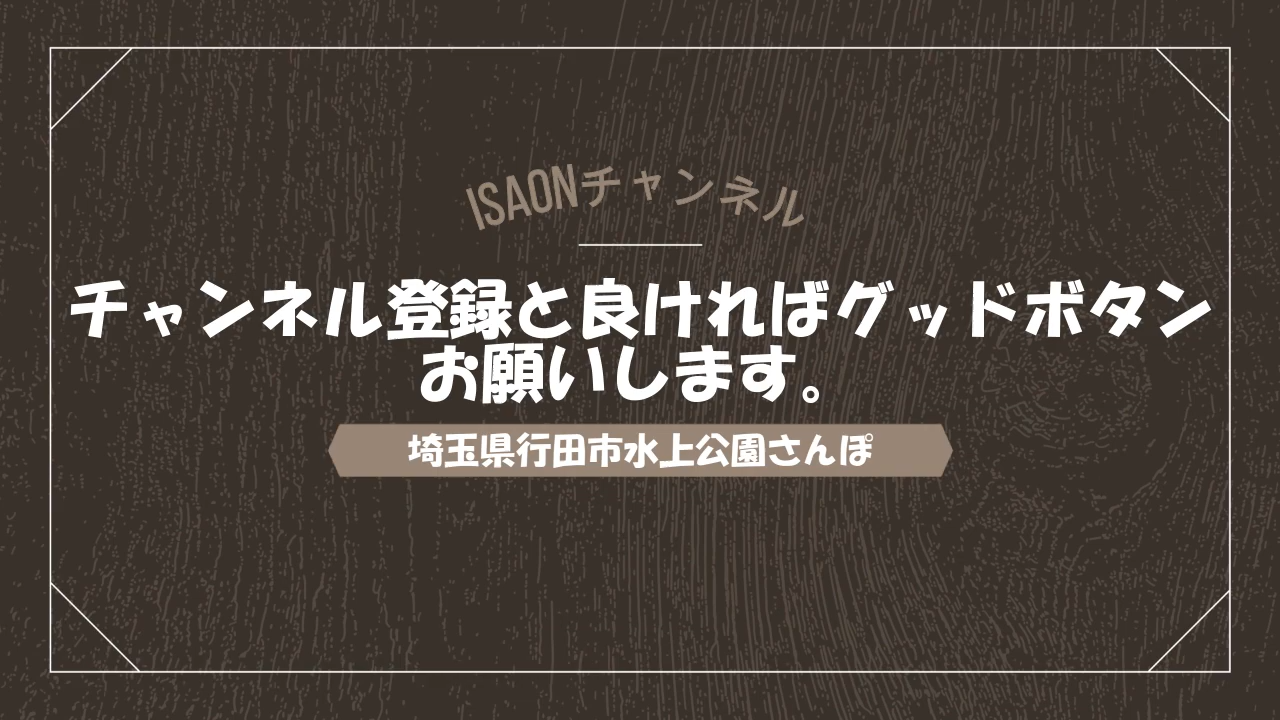 ISAONチャンネル
チャンネル登録と良ければグッドボタン
お願いします。
埼玉県行田市水上公園さんぽ